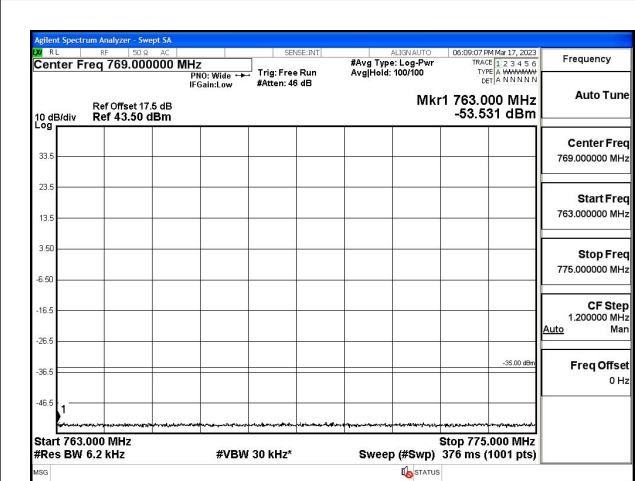 Agilent Spectrum Analyzer - Swept SA
LXI RL RF 50 Ω AC SENSE:INT ALIGN AUTO 06:09:07 PM Mar 17, 2023
Center Freq 769.000000 MHz
PNO: Wide
IFGain:Low
Trig: Free Run
#Atten: 46 dB
#Avg Type: Log-Pwr
Avg|Hold: 100/100
TRACE 1 2 3 4 5 6
TYPE A WWWWW
DET A N N N N N
Mkr1 763.000 MHz
-53.531 dBm
Ref Offset 17.5 dB
Ref 43.50 dBm
10 dB/div
Log
33.5
23.5
13.5
3.50
-6.50
-16.5
-26.5
-36.5
-46.5
-35.00 dBm
1
Start 763.000 MHz
Stop 775.000 MHz
#Res BW 6.2 kHz
#VBW 30 kHz*
Sweep (#Swp) 376 ms (1001 pts)
MSG
STATUS
Frequency
Auto Tune
Center Freq
769.000000 MHz
Start Freq
763.000000 MHz
Stop Freq
775.000000 MHz
CF Step
1.200000 MHz
Auto Man
Freq Offset
0 Hz